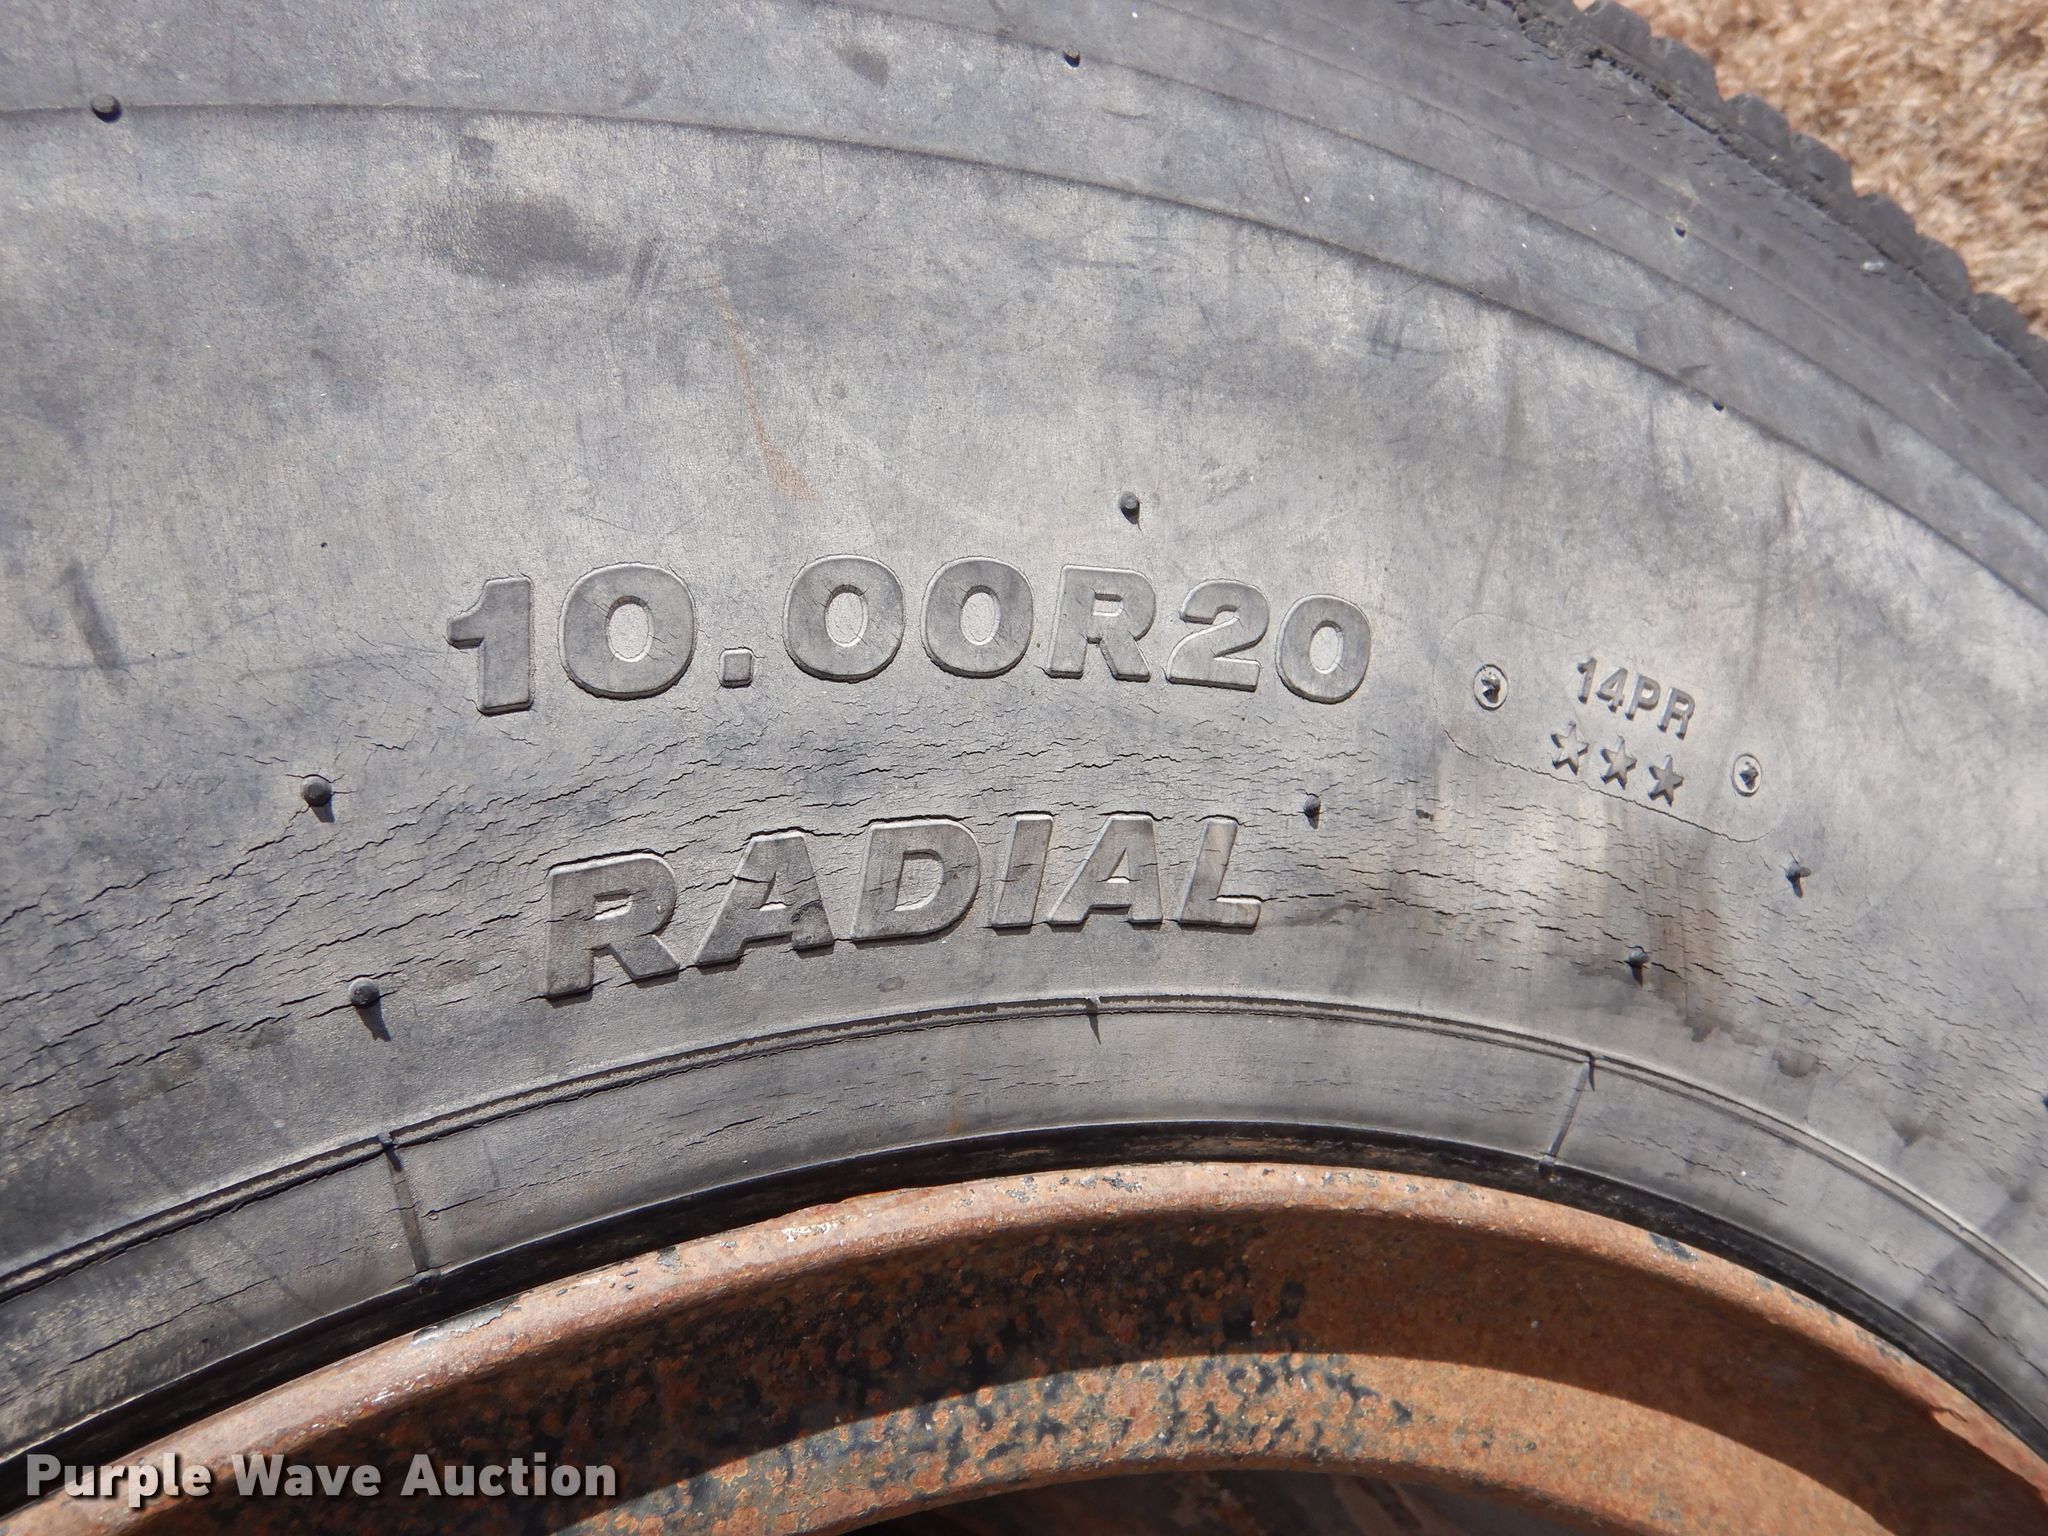 10.00R20
14PR
★★★
RADIAL
Purple Wave Auction